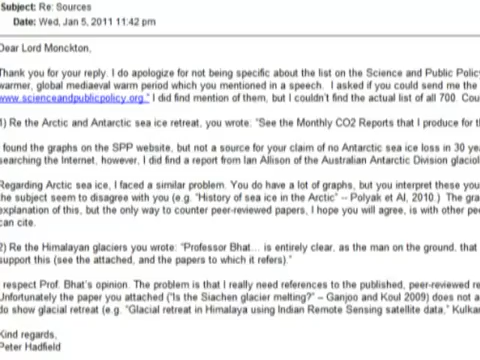 Subject: Re: Sources
Date: Wed, Jan 5, 2011 11:42 pm
Dear Lord Monckton,
Thank you for your reply. I do apologize for not being specific about the list on the Science and Public Polic
warmer, global mediaeval warm period which you mentioned in a speech. I asked if you could send me the
www.scienceandpublicpolicy.org." I did find mention of them, but I couldn't find the actual list of all 700. Cou
1) Re the Arctic and Antarctic sea ice retreat, you wrote: "See the Monthly CO2 Reports that I produce for t
found the graphs on the SPP website, but not a source for your claim of no Antarctic sea ice loss in 30 yea
searching the Internet, however, I did find a report from Ian Allison of the Australian Antarctic Division glaciol
Regarding Arctic sea ice, I faced a similar problem. You do have a lot of graphs, but you interpret these you
the subject seem to disagree with you (e.g. "History of sea ice in the Arctic" – Polyak et Al, 2010.) The gra
explanation of this, but the only way to counter peer-reviewed papers, I hope you will agree, is with other pe
can cite.
2) Re the Himalayan glaciers you wrote: "Professor Bhat... is entirely clear, as the man on the ground, that
support this (see the attached, and the papers to which it refers)."
respect Prof. Bhat's opinion. The problem is that I really need references to the published, peer-reviewed re
Unfortunately the paper you attached ("Is the Siachen glacier melting?" – Ganjoo and Koul 2009) does not a
do show glacial retreat (e.g. "Glacial retreat in Himalaya using Indian Remote Sensing satellite data," Kulkar
Kind regards,
Peter Hadfield